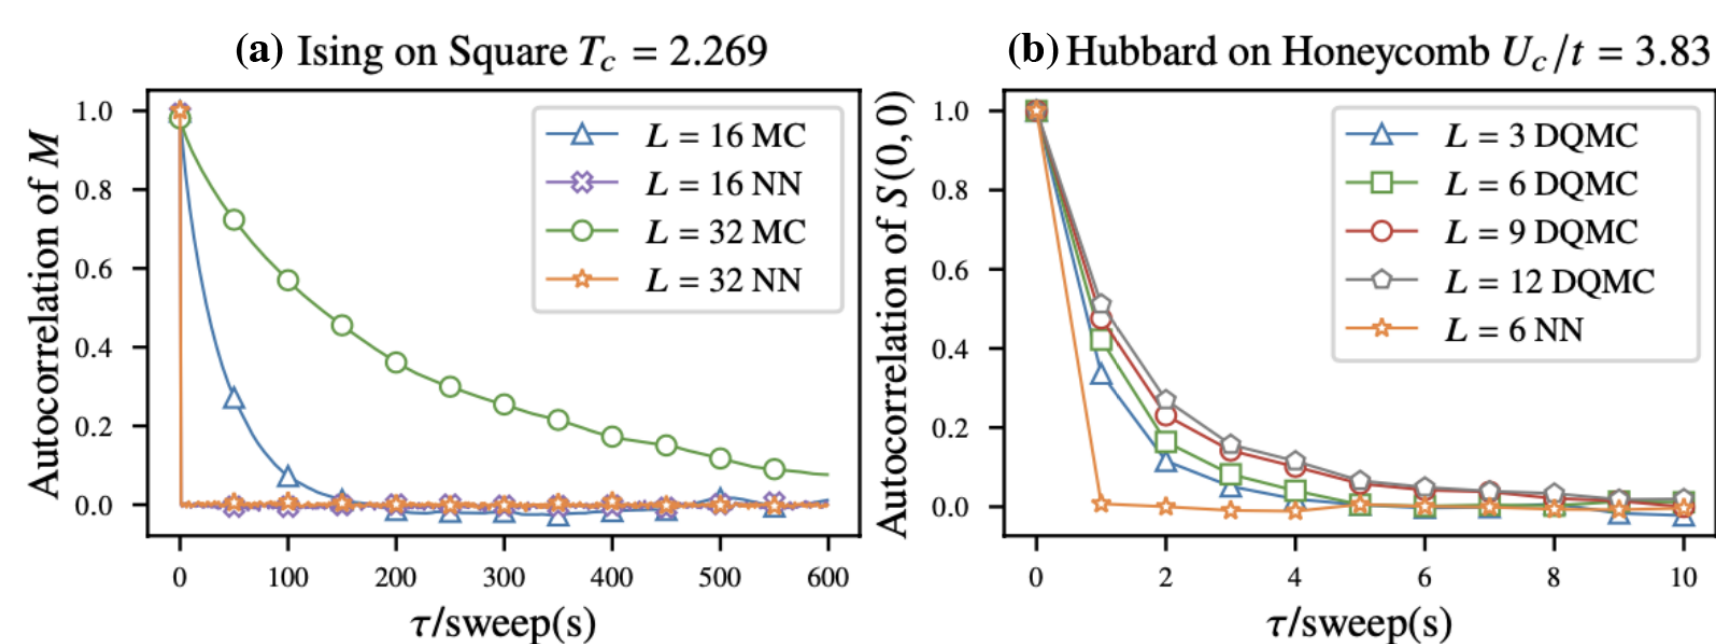 (a) Ising on Square T_c = 2.269
Autocorrelation of M
1.0
0.8
0.6
0.4
0.2
0.0
L = 16 MC
L = 16 NN
L = 32 MC
L = 32 NN
0 100 200 300 400 500 600
τ/sweep(s)
(b) Hubbard on Honeycomb U_c/t = 3.83
Autocorrelation of S(0, 0)
1.0
0.8
0.6
0.4
0.2
0.0
L = 3 DQMC
L = 6 DQMC
L = 9 DQMC
L = 12 DQMC
L = 6 NN
0 2 4 6 8 10
τ/sweep(s)